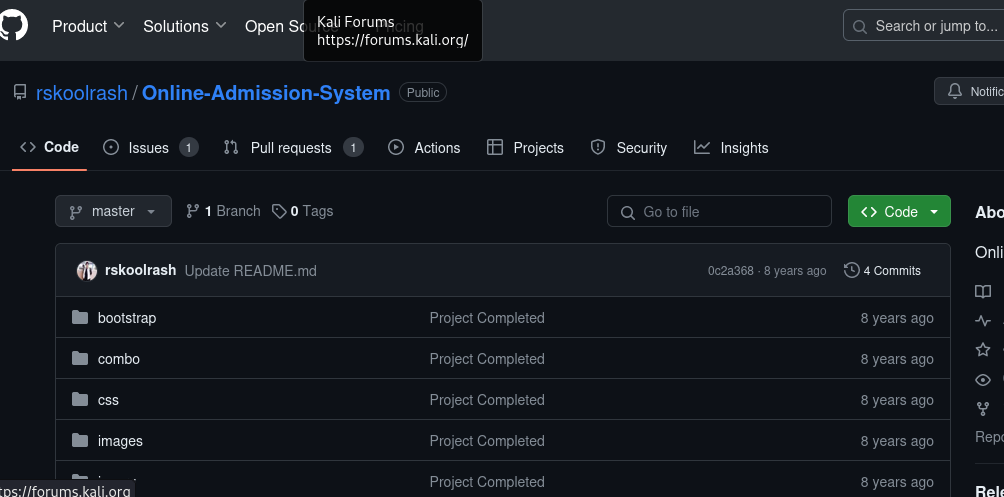 Product Solutions Open So Pricing
Kali Forums
https://forums.kali.org/
Search or jump to...
rskoolrash / Online-Admission-System Public
Notific
Code Issues 1 Pull requests 1 Actions Projects Security Insights
master 1 Branch 0 Tags Go to file Code
Abo
rskoolrash Update README.md 0c2a368 · 8 years ago 4 Commits
Onli
bootstrap Project Completed 8 years ago
combo Project Completed 8 years ago
css Project Completed 8 years ago
images Project Completed 8 years ago
Repo
Project Completed 8 years ago
tps://forums.kali.org
Rele